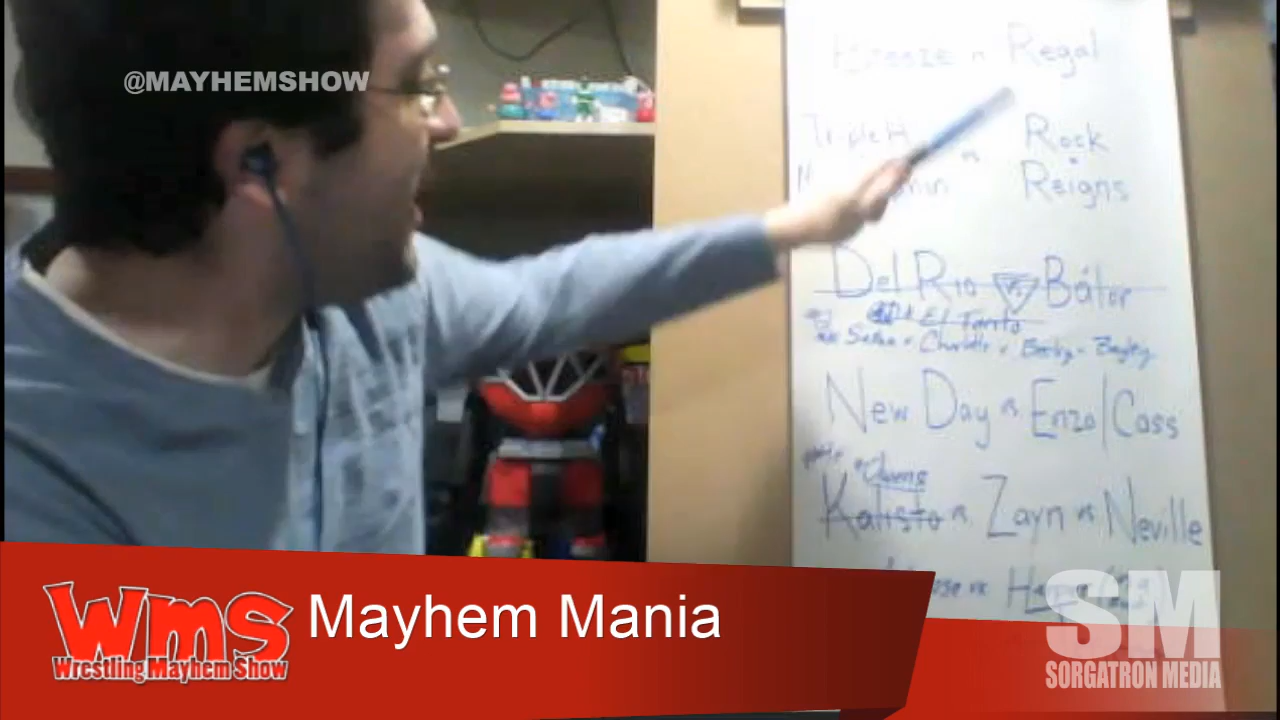 @MAYHEMSHOW
Breeze vs Regal
Triple H vs Rock
Reigns
Del Rio vs. Bálor
El Torito
Sasha v Charlotte v Becky v Bayley
New Day vs Enzo/Cass
Owens
Kalisto vs. Zayn vs Neville
vs.
wms
Wrestling Mayhem Show
Mayhem Mania
SM
SORGATRON MEDIA